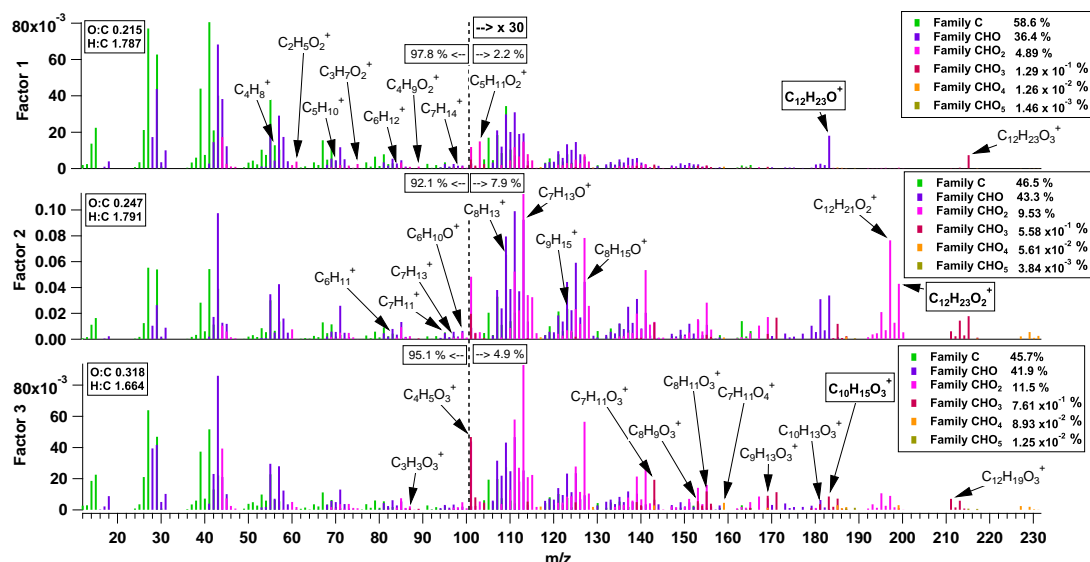 80x10⁻³
60
40
20
0
Factor 1
O:C 0.215
H:C 1.787
C₄H₈⁺
C₂H₅O₂⁺
C₅H₁₀⁺
C₃H₇O₂⁺
C₆H₁₂⁺
C₄H₉O₂⁺
C₇H₁₄⁺
--> x 30
97.8 % <--
--> 2.2 %
C₅H₁₁O₂⁺
C₁₂H₂₃O⁺
C₁₂H₂₃O₃⁺
Family C 58.6 %
Family CHO 36.4 %
Family CHO₂ 4.89 %
Family CHO₃ 1.29 x 10⁻¹ %
Family CHO₄ 1.26 x 10⁻² %
Family CHO₅ 1.46 x 10⁻³ %
0.10
0.08
0.06
0.04
0.02
0.00
Factor 2
O:C 0.247
H:C 1.791
92.1 % <--
--> 7.9 %
C₆H₁₁⁺
C₇H₁₁⁺
C₇H₁₃⁺
C₆H₁₀O⁺
C₈H₁₃⁺
C₇H₁₃O⁺
C₉H₁₅⁺
C₈H₁₅O⁺
C₁₂H₂₁O₂⁺
C₁₂H₂₃O₂⁺
Family C 46.5 %
Family CHO 43.3 %
Family CHO₂ 9.53 %
Family CHO₃ 5.58 x10⁻¹ %
Family CHO₄ 5.61 x10⁻² %
Family CHO₅ 3.84 x10⁻³ %
80x10⁻³
60
40
20
0
Factor 3
O:C 0.318
H:C 1.664
95.1 % <--
--> 4.9 %
C₃H₃O₃⁺
C₄H₅O₃⁺
C₇H₁₁O₃⁺
C₈H₉O₃⁺
C₈H₁₁O₃⁺
C₇H₁₁O₄⁺
C₉H₁₃O₃⁺
C₁₀H₁₃O₃⁺
C₁₀H₁₅O₃⁺
C₁₂H₁₉O₃⁺
Family C 45.7%
Family CHO 41.9 %
Family CHO₂ 11.5 %
Family CHO₃ 7.61 x10⁻¹ %
Family CHO₄ 8.93 x10⁻² %
Family CHO₅ 1.25 x10⁻² %
20 30 40 50 60 70 80 90 100 110 120 130 140 150 160 170 180 190 200 210 220 230
m/z